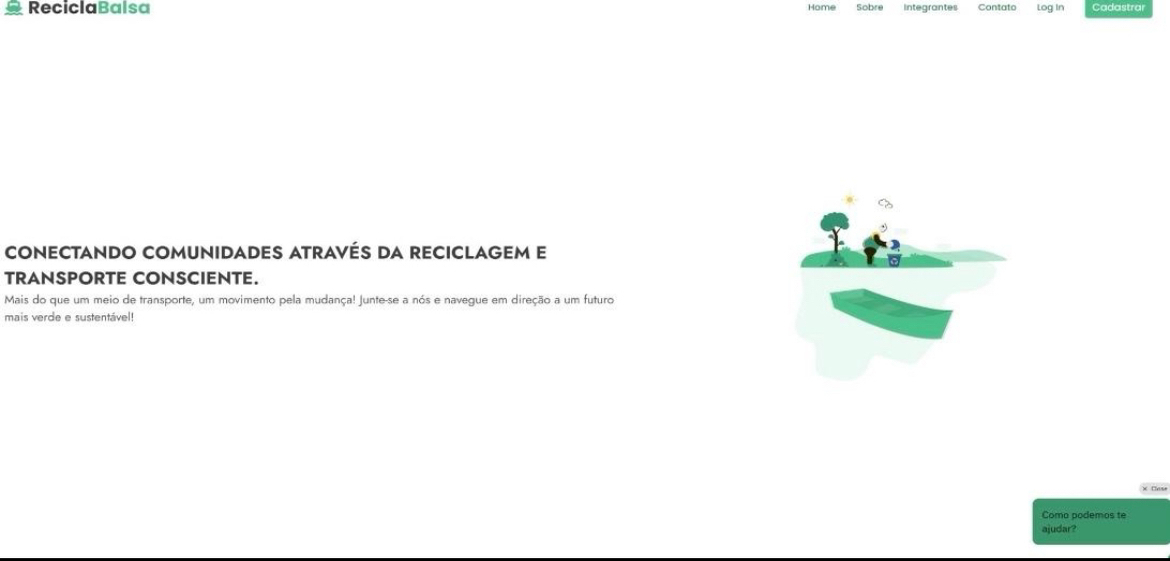 ReciclaBalsa
Home Sobre Integrantes Contato Log In Cadastrar
CONECTANDO COMUNIDADES ATRAVÉS DA RECICLAGEM E
TRANSPORTE CONSCIENTE.
Mais do que um meio de transporte, um movimento pela mudança! Junte-se a nós e navegue em direção a um futuro
mais verde e sustentável!
× Close
Como podemos te
ajudar?